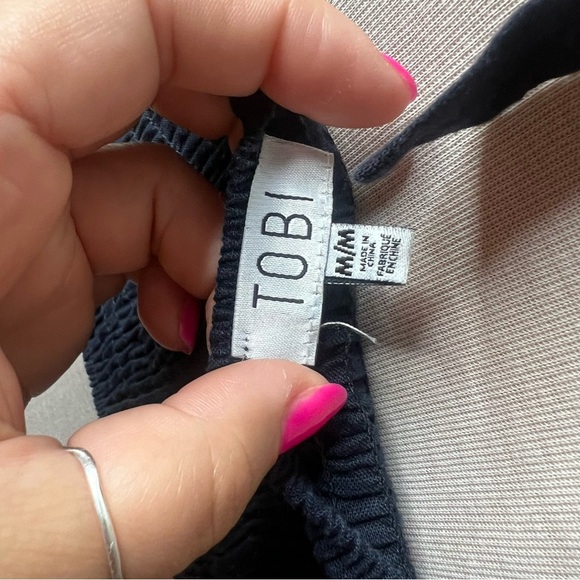 TOBI
M/M
MADE IN
CHINA
FABRIQUÉ
EN CHINE